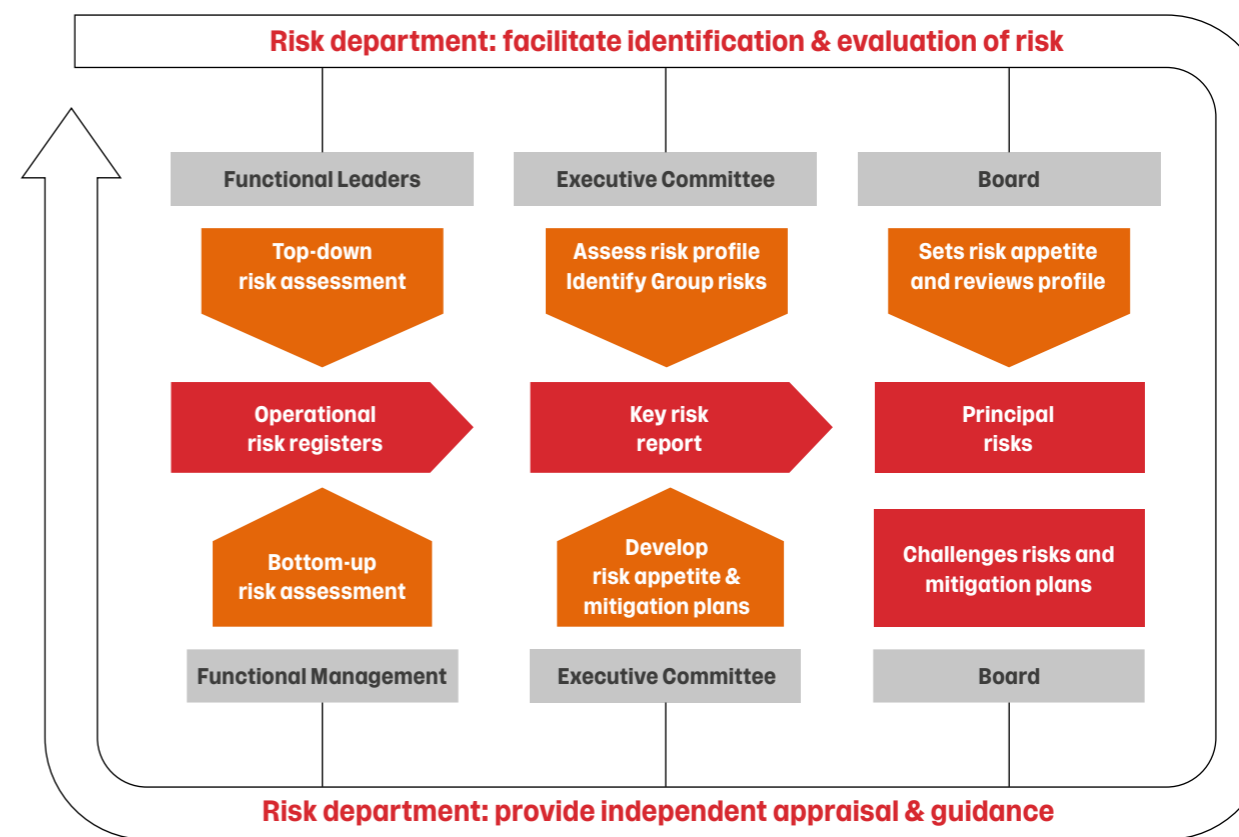 Risk department: facilitate identification & evaluation of risk
Functional Leaders
Executive Committee
Board
Top-down
risk assessment
Assess risk profile
Identify Group risks
Sets risk appetite
and reviews profile
Operational
risk registers
Key risk
report
Principal
risks
Bottom-up
risk assessment
Develop
risk appetite &
mitigation plans
Challenges risks and
mitigation plans
Functional Management
Executive Committee
Board
Risk department: provide independent appraisal & guidance